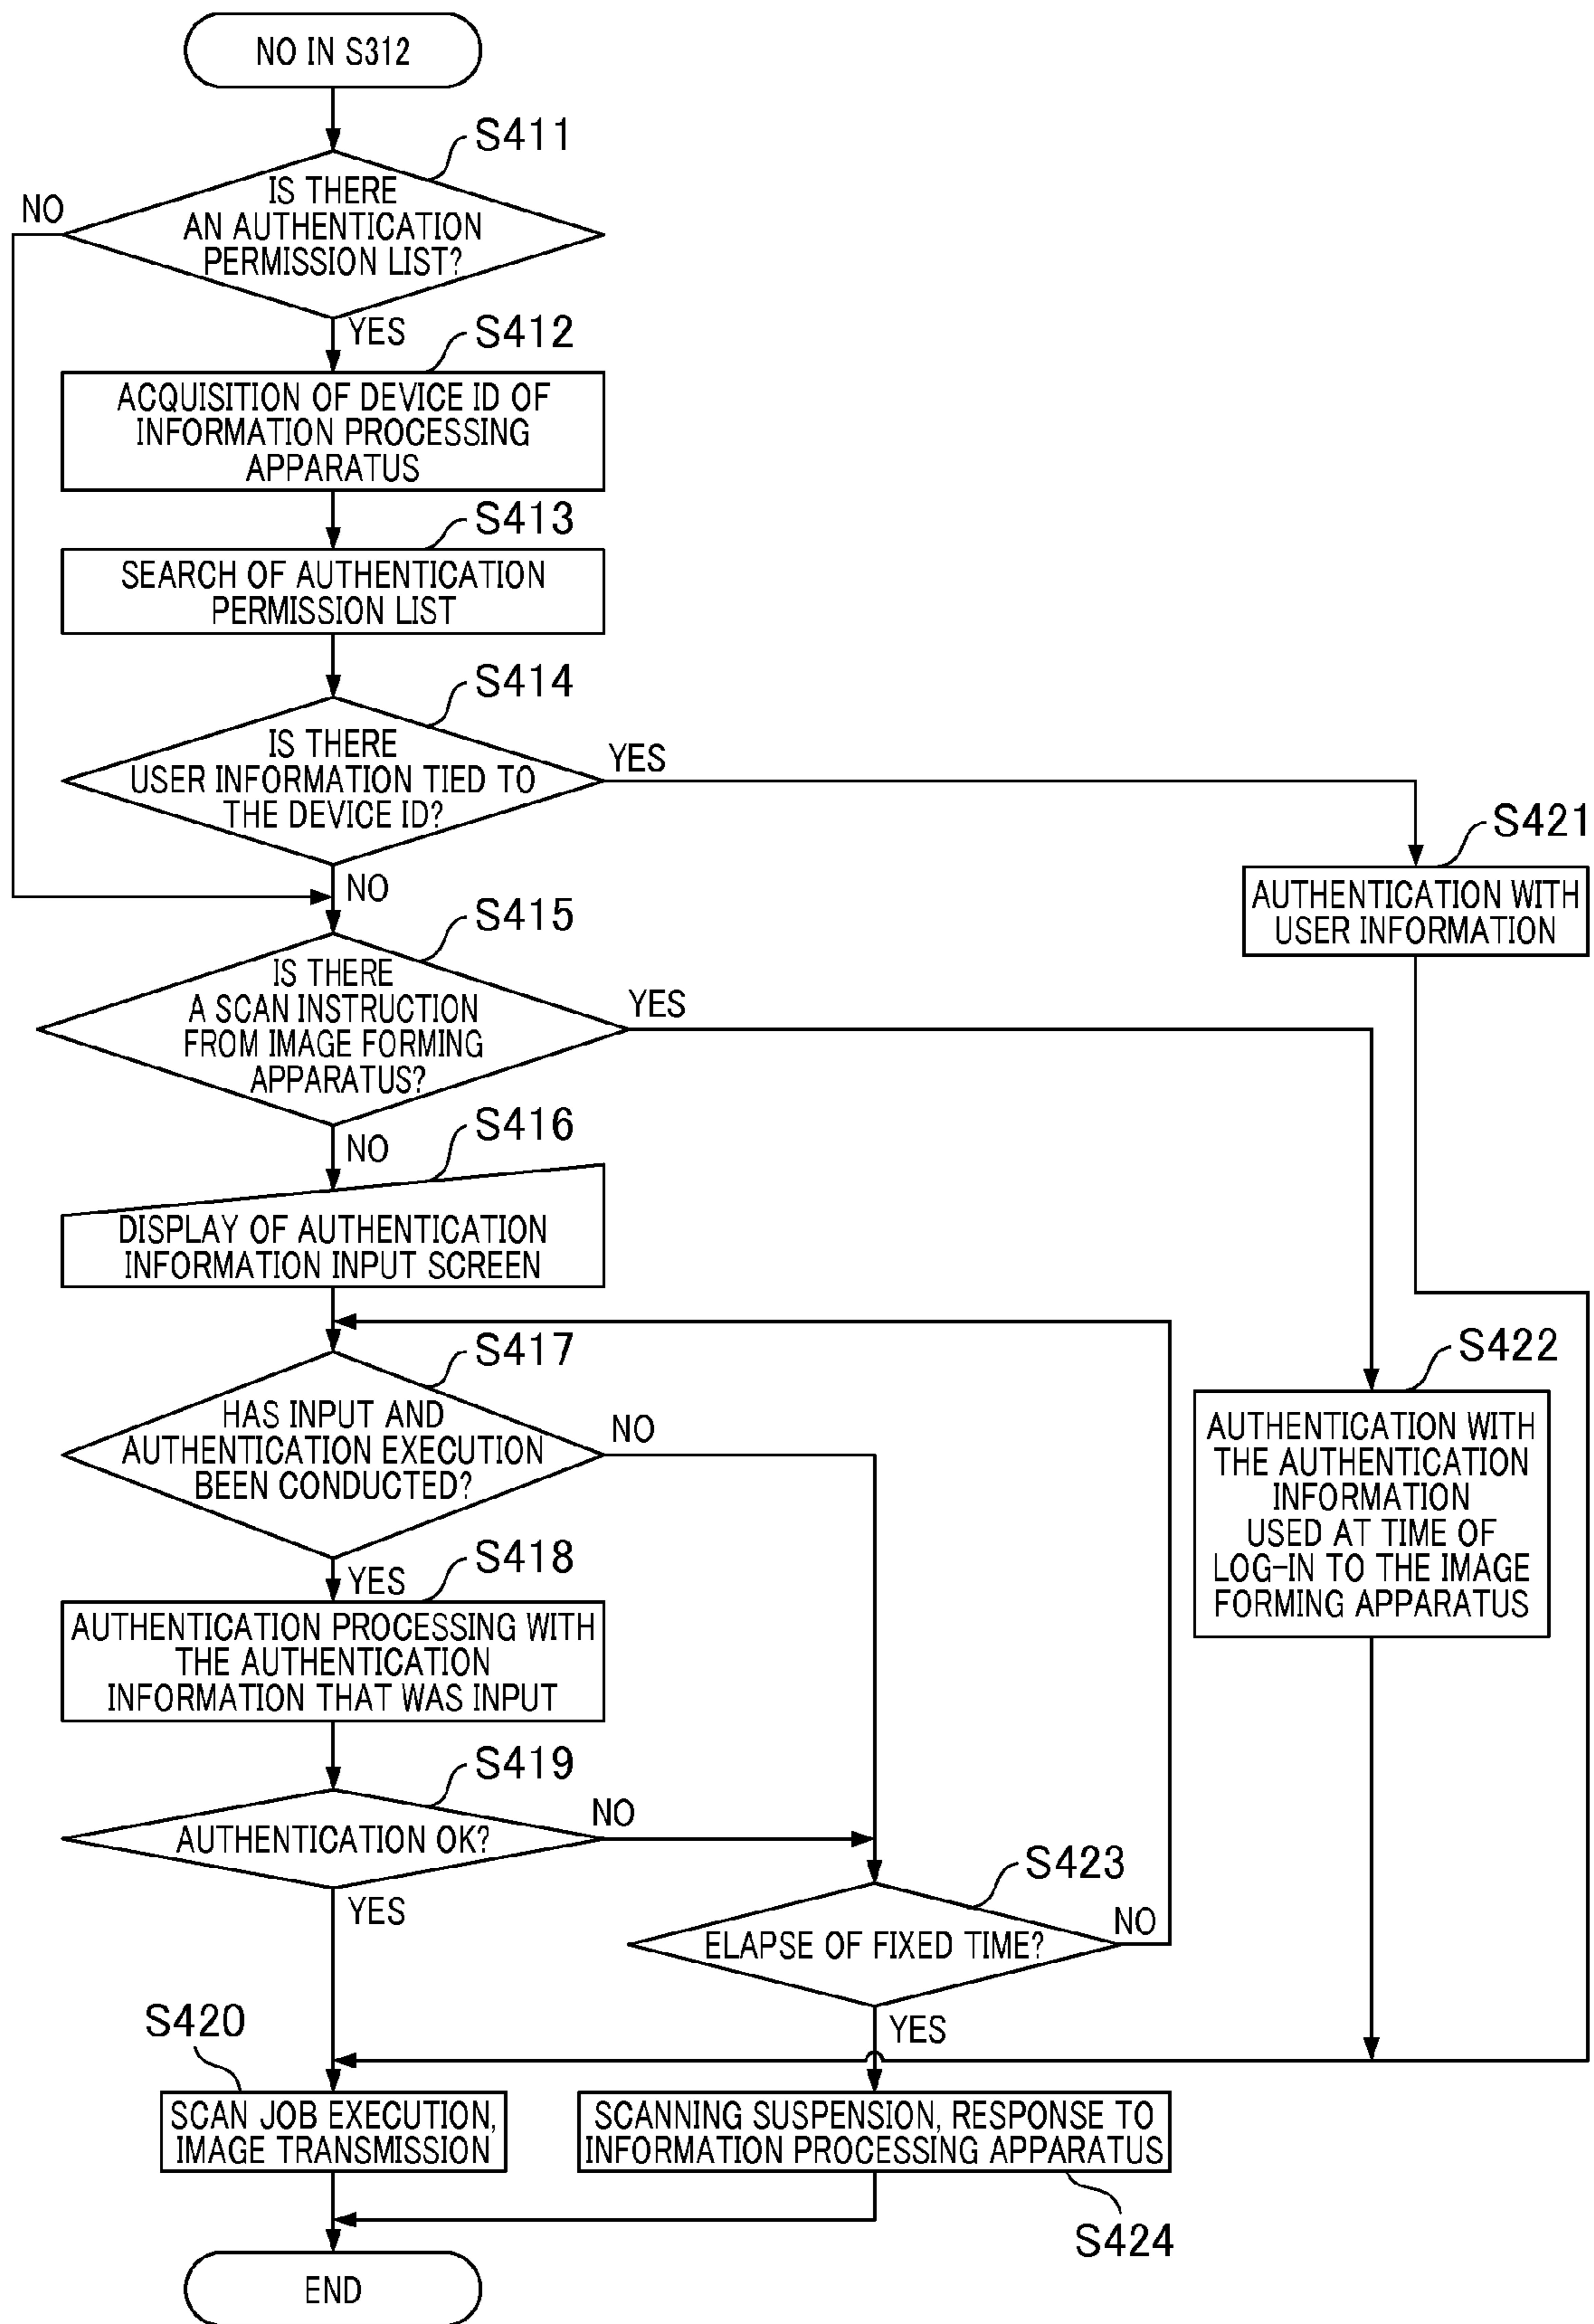 NO IN S312
S411
IS THERE
AN AUTHENTICATION
PERMISSION LIST?
NO
YES
S412
ACQUISITION OF DEVICE ID OF
INFORMATION PROCESSING
APPARATUS
S413
SEARCH OF AUTHENTICATION
PERMISSION LIST
S414
IS THERE
USER INFORMATION TIED TO
THE DEVICE ID?
YES
NO
S421
AUTHENTICATION WITH
USER INFORMATION
S415
IS THERE
A SCAN INSTRUCTION
FROM IMAGE FORMING
APPARATUS?
YES
NO
S416
DISPLAY OF AUTHENTICATION
INFORMATION INPUT SCREEN
S417
HAS INPUT AND
AUTHENTICATION EXECUTION
BEEN CONDUCTED?
NO
YES
S422
AUTHENTICATION WITH
THE AUTHENTICATION
INFORMATION
USED AT TIME OF
LOG-IN TO THE IMAGE
FORMING APPARATUS
S418
AUTHENTICATION PROCESSING WITH
THE AUTHENTICATION
INFORMATION THAT WAS INPUT
S419
AUTHENTICATION OK?
NO
YES
S423
ELAPSE OF FIXED TIME?
NO
YES
S420
SCAN JOB EXECUTION,
IMAGE TRANSMISSION
SCANNING SUSPENSION, RESPONSE TO
INFORMATION PROCESSING APPARATUS
S424
END